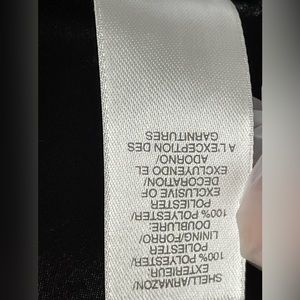 SHELL/ARMAZON/
EXTERIEUR:
100% POLYESTER/
POLIESTER
LINING/FORRO/
DOUBLURE:
100% POLYESTER/
POLIESTER
EXCLUSIVE OF
DECORATION/
EXCLUYENDO EL
ADORNO/
A L'EXCEPTION DES
GARNITURES